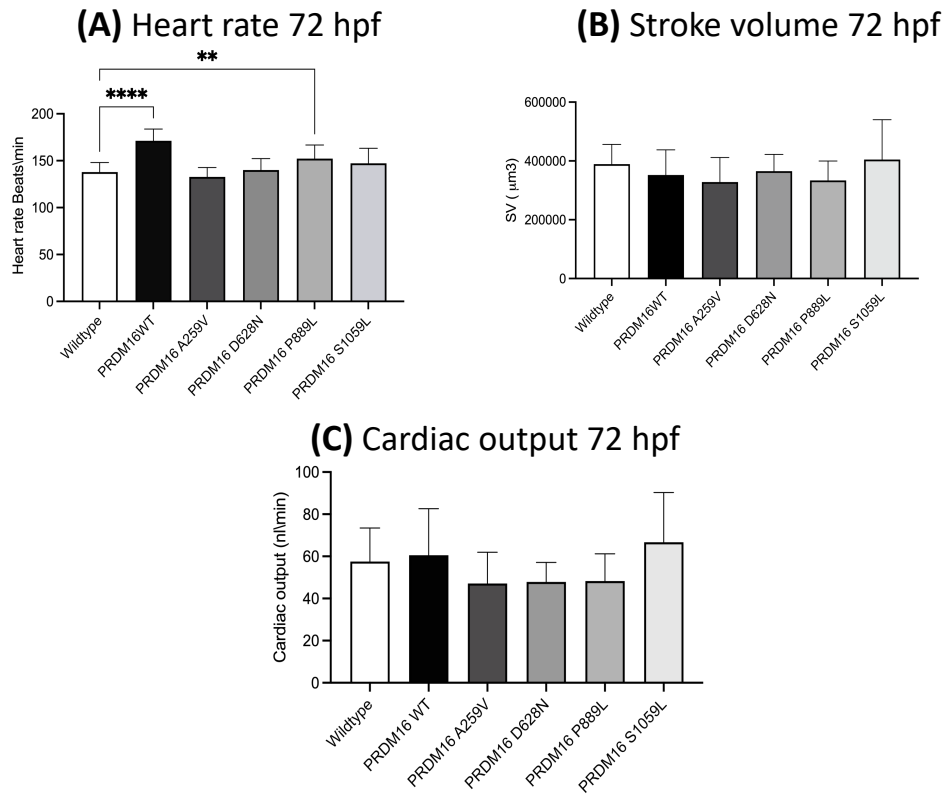 (A) Heart rate 72 hpf
**
****
Heart rate Beats\min
200
150
100
50
0
Wildtype
PRDM16WT
PRDM16 A259V
PRDM16 D628N
PRDM16 P889L
PRDM16 S1059L
(B) Stroke volume 72 hpf
SV ( μm3)
600000
400000
200000
0
Wildtype
PRDM16WT
PRDM16 A259V
PRDM16 D628N
PRDM16 P889L
PRDM16 S1059L
(C) Cardiac output 72 hpf
Cardiac output (nl\min)
100
80
60
40
20
0
Wildtype
PRDM16 WT
PRDM16 A259V
PRDM16 D628N
PRDM16 P889L
PRDM16 S1059L